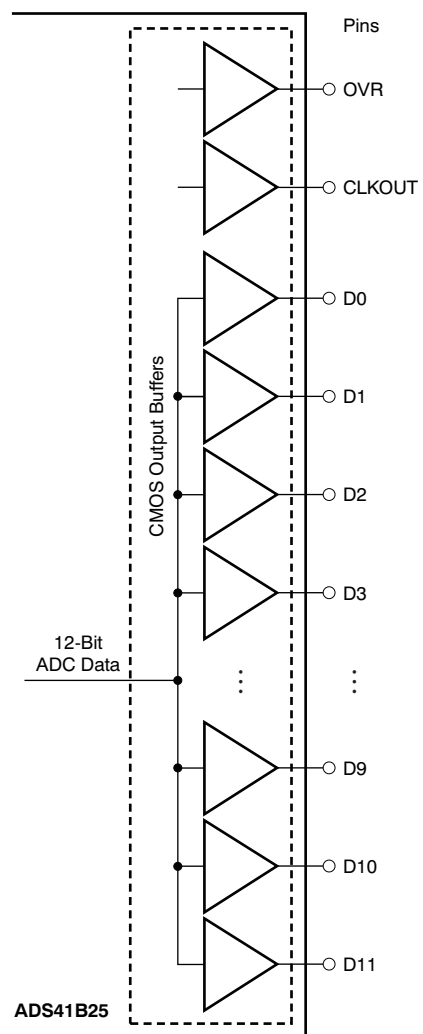 Pins
OVR
CLKOUT
D0
D1
CMOS Output Buffers
D2
D3
12-Bit
ADC Data
⋮ ⋮
D9
D10
D11
ADS41B25